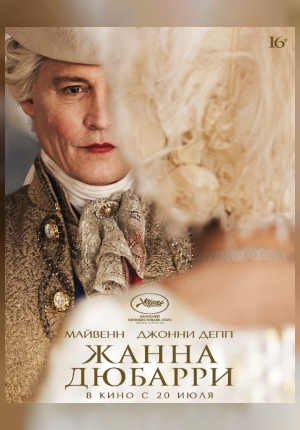 16+
МАЙВЕНН ДЖОННИ ДЕПП
ЖАННА
ДЮБАРРИ
В КИНО С 20 ИЮЛЯ